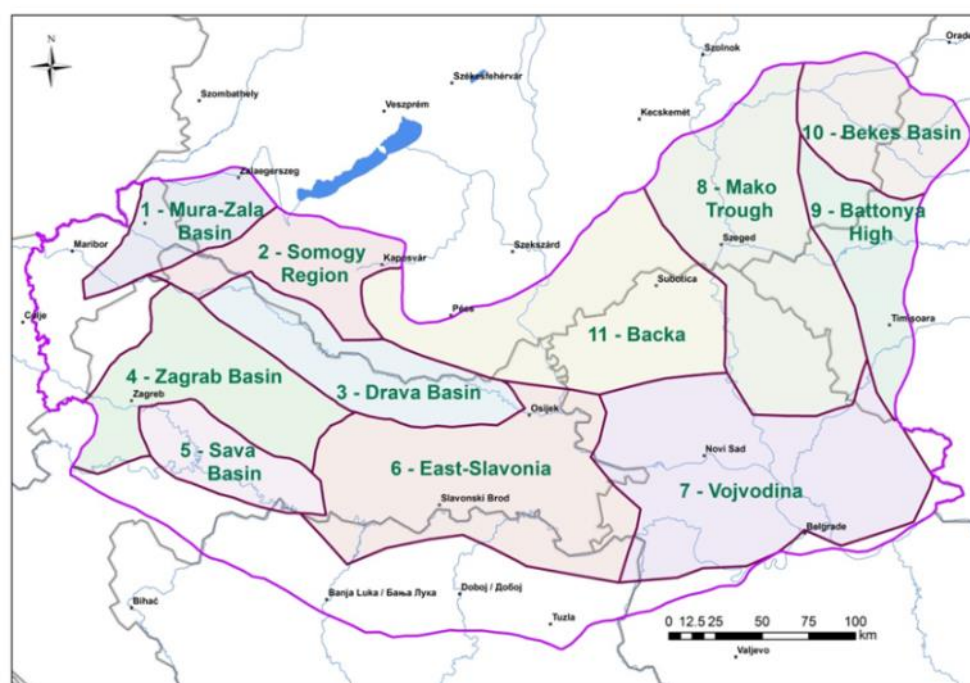 N
Szolnok
Orade
Székesfehérvár
Szombathely
Veszprém
Kecskemét
10 - Bekes Basin
Zalaegerszeg
8 - Mako
Trough
1 - Mura-Zala
Basin
9 - Battonya
High
Maribor
2 - Somogy
Region
Kaposvár
Szekszárd
Szeged
Subotica
Celje
Pécs
Timisoara
11 - Backa
4 - Zagrab Basin
3 - Drava Basin
Zagreb
Osijek
5 - Sava
Basin
6 - East-Slavonia
Novi Sad
7 - Vojvodina
Slavonski Brod
Belgrade
Bihać
Banja Luka / Бања Лука
Doboj / Добој
Tuzla
0 12.5 25 50 75 100
km
Valjevo